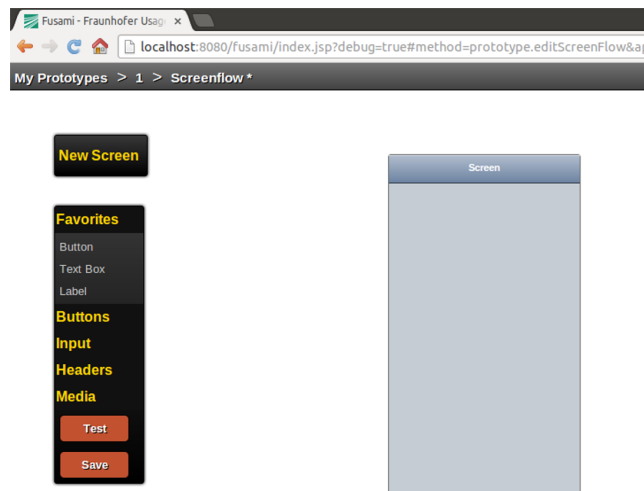 Fusami - Fraunhofer Usag
localhost:8080/fusami/index.jsp?debug=true#method=prototype.editScreenFlow&a
My Prototypes > 1 > Screenflow *
New Screen
Screen
Favorites
Button
Text Box
Label
Buttons
Input
Headers
Media
Test
Save